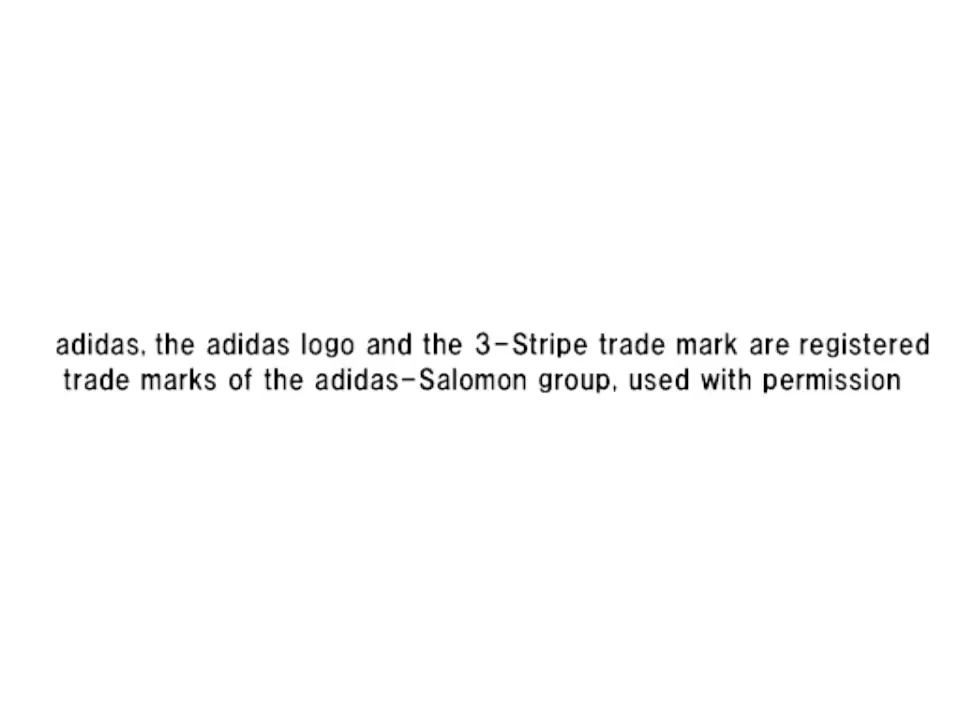 adidas, the adidas logo and the 3-Stripe trade mark are registered
trade marks of the adidas-Salomon group, used with permission